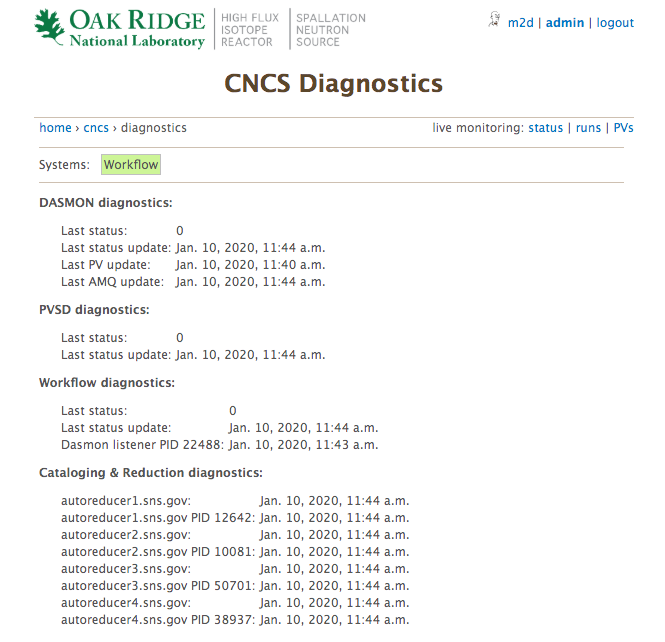 OAK RIDGE
National Laboratory
HIGH FLUX
ISOTOPE
REACTOR
SPALLATION
NEUTRON
SOURCE
m2d | admin | logout
CNCS Diagnostics
home › cncs › diagnostics
live monitoring: status | runs | PVs
Systems: Workflow
DASMON diagnostics:
Last status: 0
Last status update: Jan. 10, 2020, 11:44 a.m.
Last PV update: Jan. 10, 2020, 11:40 a.m.
Last AMQ update: Jan. 10, 2020, 11:44 a.m.
PVSD diagnostics:
Last status: 0
Last status update: Jan. 10, 2020, 11:44 a.m.
Workflow diagnostics:
Last status: 0
Last status update: Jan. 10, 2020, 11:44 a.m.
Dasmon listener PID 22488: Jan. 10, 2020, 11:43 a.m.
Cataloging & Reduction diagnostics:
autoreducer1.sns.gov: Jan. 10, 2020, 11:44 a.m.
autoreducer1.sns.gov PID 12642: Jan. 10, 2020, 11:44 a.m.
autoreducer2.sns.gov: Jan. 10, 2020, 11:44 a.m.
autoreducer2.sns.gov PID 10081: Jan. 10, 2020, 11:44 a.m.
autoreducer3.sns.gov: Jan. 10, 2020, 11:44 a.m.
autoreducer3.sns.gov PID 50701: Jan. 10, 2020, 11:44 a.m.
autoreducer4.sns.gov: Jan. 10, 2020, 11:44 a.m.
autoreducer4.sns.gov PID 38937: Jan. 10, 2020, 11:44 a.m.